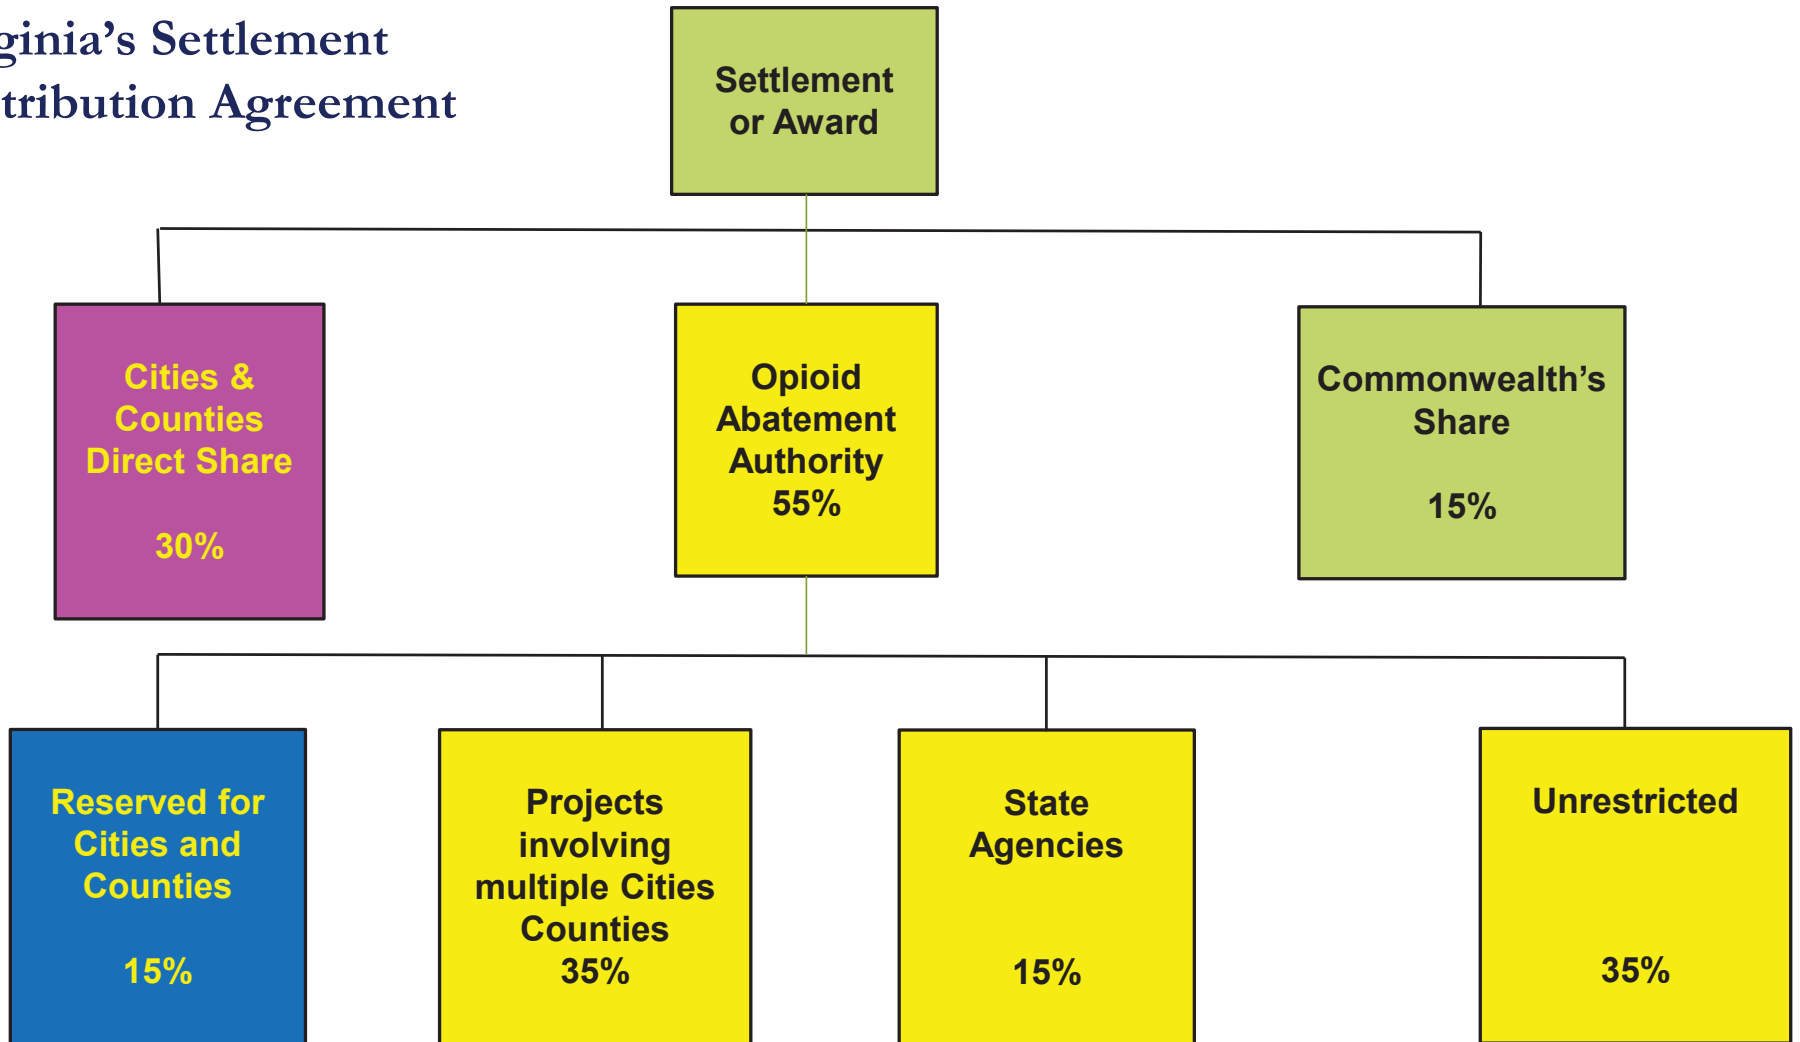 ginia’s Settlement
tribution Agreement
Settlement
or Award
Cities &
Counties
Direct Share
30%
Opioid
Abatement
Authority
55%
Commonwealth’s
Share
15%
Reserved for
Cities and
Counties
15%
Projects
involving
multiple Cities
Counties
35%
State
Agencies
15%
Unrestricted
35%